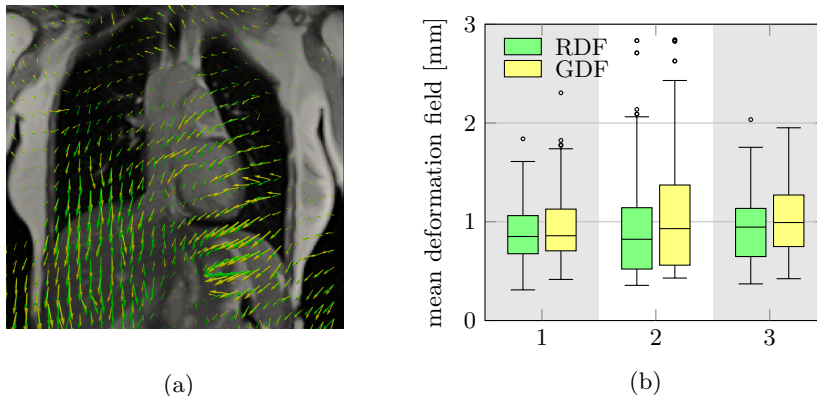 3
2
1
0
mean deformation field [mm]
RDF
GDF
1 2 3
(a) (b)